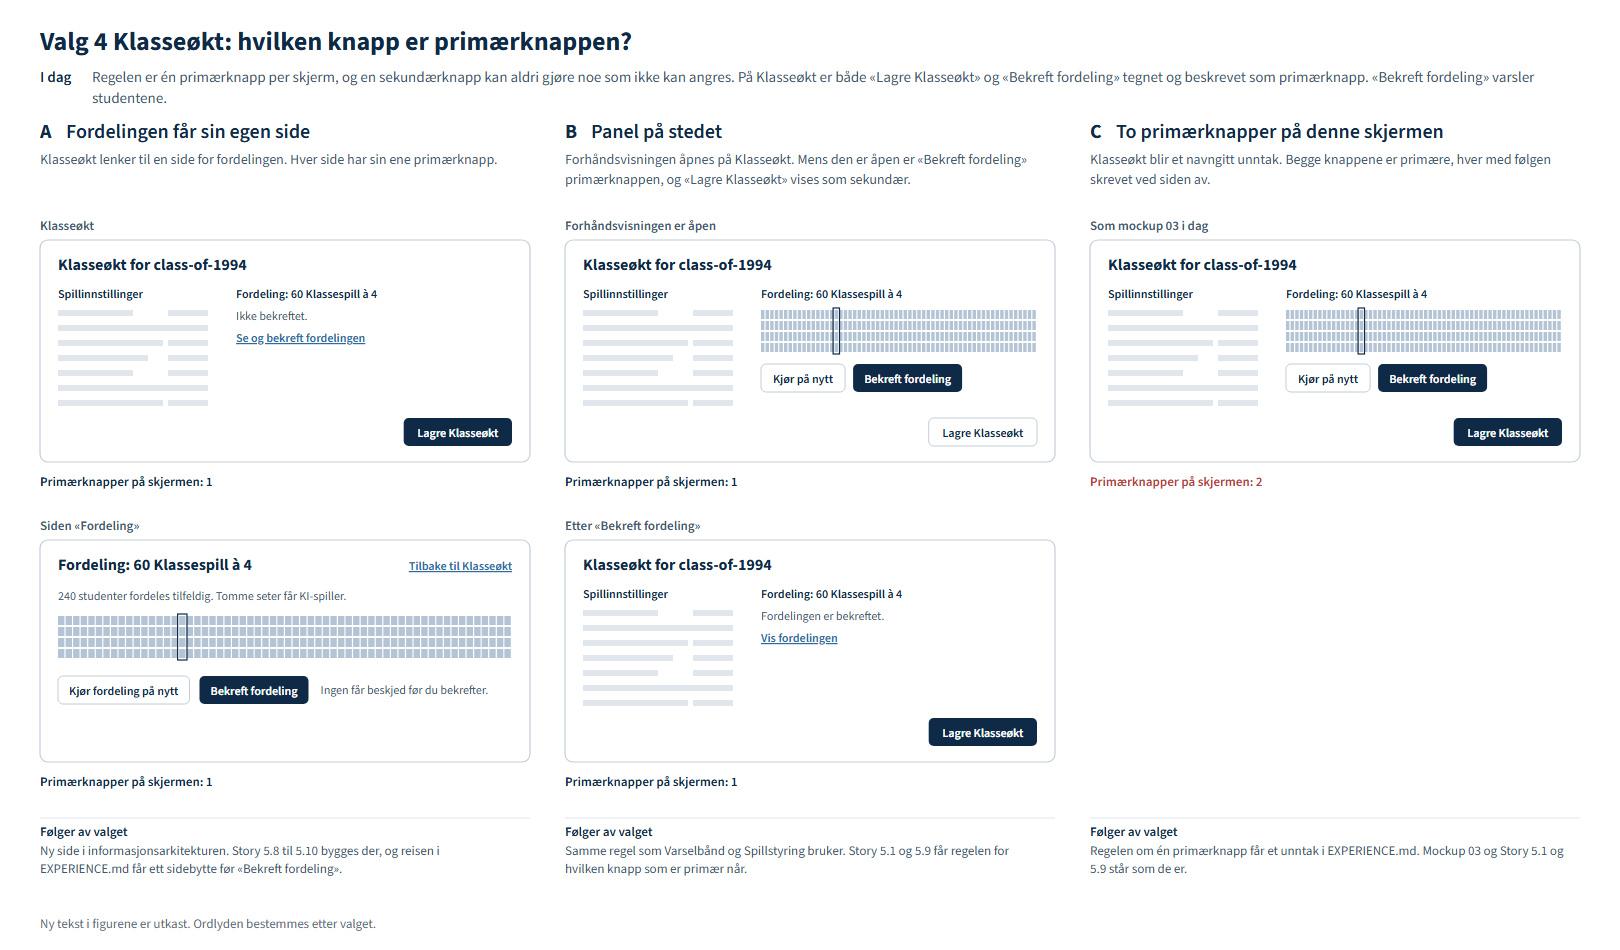 Valg 4 Klasseøkt: hvilken knapp er primærknappen?
I dag
Regelen er én primærknapp per skjerm, og en sekundærknapp kan aldri gjøre noe som ikke kan angres. På Klasseøkt er både «Lagre Klasseøkt» og «Bekreft fordeling» tegnet og beskrevet som primærknapp. «Bekreft fordeling» varsler
studentene.
A Fordelingen får sin egen side
Klasseøkt lenker til en side for fordelingen. Hver side har sin ene primærknapp.
Klasseøkt
Klasseøkt for class-of-1994
Spillinnstillinger
Fordeling: 60 Klassespill à 4
Ikke bekreftet.
Se og bekreft fordelingen
Lagre Klasseøkt
Primærknapper på skjermen: 1
Siden «Fordeling»
Fordeling: 60 Klassespill à 4
Tilbake til Klasseøkt
240 studenter fordeles tilfeldig. Tomme seter får KI-spiller.
Kjør fordeling på nytt
Bekreft fordeling
Ingen får beskjed før du bekrefter.
Primærknapper på skjermen: 1
Følger av valget
Ny side i informasjonsarkitekturen. Story 5.8 til 5.10 bygges der, og reisen i
EXPERIENCE.md får ett sidebytte før «Bekreft fordeling».
B Panel på stedet
Forhåndsvisningen åpnes på Klasseøkt. Mens den er åpen er «Bekreft fordeling»
primærknappen, og «Lagre Klasseøkt» vises som sekundær.
Forhåndsvisningen er åpen
Klasseøkt for class-of-1994
Spillinnstillinger
Fordeling: 60 Klassespill à 4
Kjør på nytt
Bekreft fordeling
Lagre Klasseøkt
Primærknapper på skjermen: 1
Etter «Bekreft fordeling»
Klasseøkt for class-of-1994
Spillinnstillinger
Fordeling: 60 Klassespill à 4
Fordelingen er bekreftet.
Vis fordelingen
Lagre Klasseøkt
Primærknapper på skjermen: 1
Følger av valget
Samme regel som Varselbånd og Spillstyring bruker. Story 5.1 og 5.9 får regelen for
hvilken knapp som er primær når.
C To primærknapper på denne skjermen
Klasseøkt blir et navngitt unntak. Begge knappene er primære, hver med følgen
skrevet ved siden av.
Som mockup 03 i dag
Klasseøkt for class-of-1994
Spillinnstillinger
Fordeling: 60 Klassespill à 4
Kjør på nytt
Bekreft fordeling
Lagre Klasseøkt
Primærknapper på skjermen: 2
Følger av valget
Regelen om én primærknapp får et unntak i EXPERIENCE.md. Mockup 03 og Story 5.1 og
5.9 står som de er.
Ny tekst i figurene er utkast. Ordlyden bestemmes etter valget.